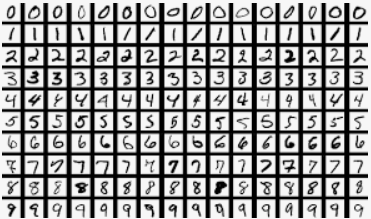 0 0 0 0 0 0 0 0 0 0 0 0 0 0 0 0
1 1 1 1 1 1 1 1 1 1 1 1 1 1 1 1
2 2 2 2 2 2 2 2 2 2 2 2 2 2 2 2
3 3 3 3 3 3 3 3 3 3 3 3 3 3 3 3
4 4 4 4 4 4 4 4 4 4 4 4 4 4 4 4
5 5 5 5 5 5 5 5 5 5 5 5 5 5 5 5
6 6 6 6 6 6 6 6 6 6 6 6 6 6 6 6
7 7 7 7 7 7 7 7 7 7 7 7 7 7 7 7
8 8 8 8 8 8 8 8 8 8 8 8 8 8 8 8
9 9 9 9 9 9 9 9 9 9 9 9 9 9 9 9